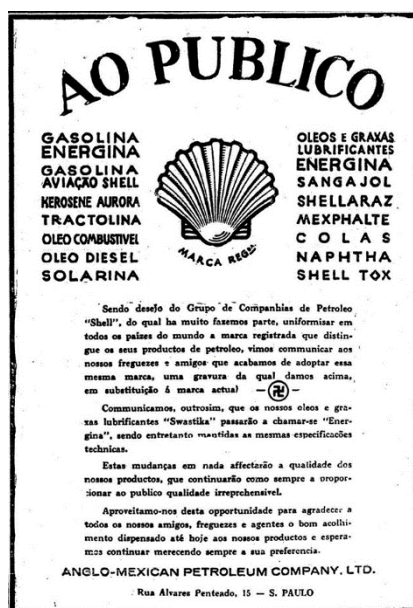 AO PUBLICO
GASOLINA
ENERGINA
GASOLINA
AVIAÇÃO SHELL
KEROSENE AURORA
TRACTOLINA
OLEO COMBUSTIVEL
OLEO DIESEL
SOLARINA
MARCA REGDA.
OLEOS E GRAXAS
LUBRIFICANTES
ENERGINA
SANGAJOL
SHELLARAZ
MEXPHALTE
COLAS
NAPHTHA
SHELL TOX
Sendo desejo do Grupo de Companhias de Petroleo
"Shell", do qual ha muito fazemos parte, uniformisar em
todos os paizes do mundo a marca registrada que distin-
gue os seus productos de petroleo, vimos communicar aos
nossos freguezes e amigos que acabamos de adoptar essa
mesma marca, uma gravura da qual damos acima,
em substituição á marca actual — —
Communicamos, outrosim, que os nossos oleos e gra-
xas lubrificantes "Swastika" passarão a chamar-se "Ener-
gina", sendo entretanto mantidas as mesmas especificacões
technicas.
Estas mudanças em nada affectarão a qualidade dos
nossos productos, que continuarão como sempre a propor-
cionar ao publico qualidade irreprehensivel.
Aproveitamo-nos desta opportunidade para agradecer a
todos os nossos amigos, freguezes e agentes o bom acolhi-
mento dispensado até hoje aos nossos productos e espera-
mos continuar merecendo sempre a sua preferencia.
ANGLO-MEXICAN PETROLEUM COMPANY, LTD.
Rua Alvares Penteado, 15 — S. PAULO